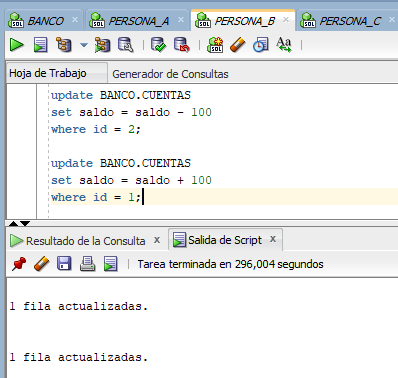 BANCO PERSONA_A PERSONA_B PERSONA_C
Hoja de Trabajo Generador de Consultas
update BANCO.CUENTAS
set saldo = saldo - 100
where id = 2;
update BANCO.CUENTAS
set saldo = saldo + 100
where id = 1;
Resultado de la Consulta x Salida de Script x
Tarea terminada en 296,004 segundos
1 fila actualizadas.
1 fila actualizadas.